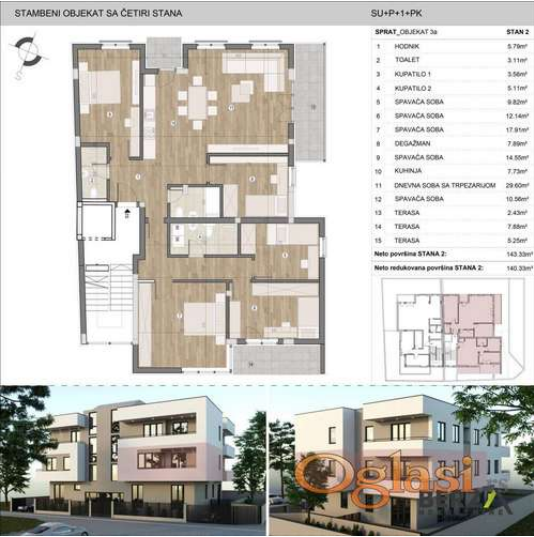 STAMBENI OBJEKAT SA ČETIRI STANA
SU+P+1+PK
SPRAT_OBJEKAT 3a STAN 2
1 HODNIK 5.79m²
2 TOALET 3.11m²
3 KUPATILO 1 3.56m²
4 KUPATILO 2 5.11m²
5 SPAVAĆA SOBA 9.82m²
6 SPAVAĆA SOBA 12.14m²
7 SPAVAĆA SOBA 17.91m²
8 DEGAŽMAN 7.89m²
9 SPAVAĆA SOBA 14.55m²
10 KUHINJA 7.73m²
11 DNEVNA SOBA SA TRPEZARIJOM 29.60m²
12 SPAVAĆA SOBA 10.56m²
13 TERASA 2.43m²
14 TERASA 7.88m²
15 TERASA 5.25m²
Neto površina STANA 2: 143.33m²
Neto redukovana površina STANA 2: 140.33m²
S
Oglasi
.rs